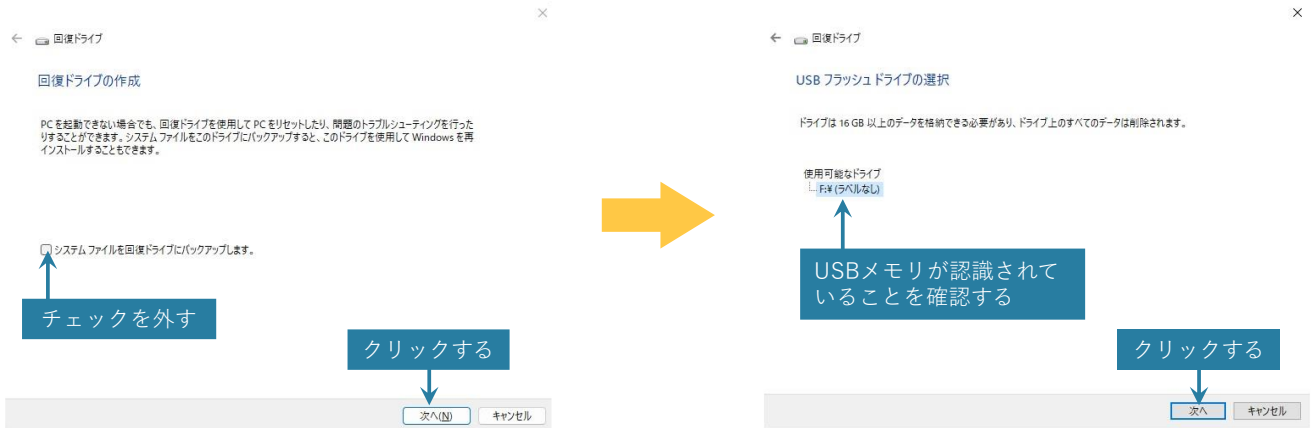 回復ドライブ
回復ドライブの作成
PC を起動できない場合でも、回復ドライブを使用して PC をリセットしたり、問題のトラブルシューティングを行った
りすることができます。システム ファイルをこのドライブにバックアップすると、このドライブを使用して Windows を再
インストールすることもできます。
システム ファイルを回復ドライブにバックアップします。
チェックを外す
クリックする
次へ(N)
キャンセル
回復ドライブ
USB フラッシュ ドライブの選択
ドライブは 16 GB 以上のデータを格納できる必要があり、ドライブ上のすべてのデータは削除されます。
使用可能なドライブ
F:¥ (ラベルなし)
USBメモリが認識されて
いることを確認する
クリックする
次へ
キャンセル